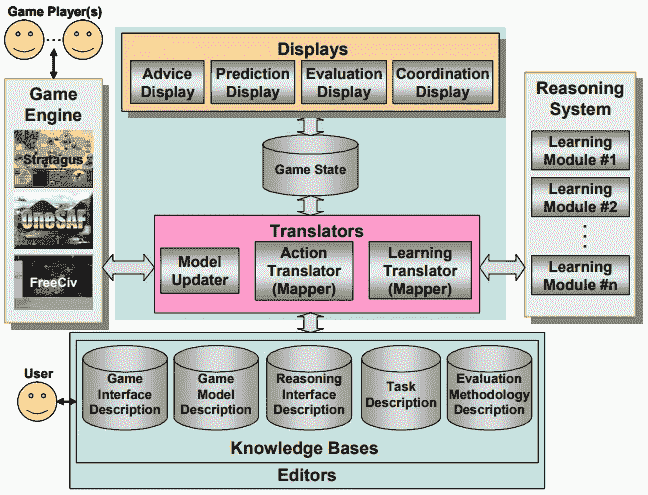 Game Player(s)
Game
Engine
Stratagus
OneSAF
FreeCiv
Displays
Advice
Display
Prediction
Display
Evaluation
Display
Coordination
Display
Game State
Translators
Model
Updater
Action
Translator
(Mapper)
Learning
Translator
(Mapper)
Reasoning
System
Learning
Module #1
Learning
Module #2
Learning
Module #n
User
Game
Interface
Description
Game
Model
Description
Reasoning
Interface
Description
Task
Description
Evaluation
Methodology
Description
Knowledge Bases
Editors